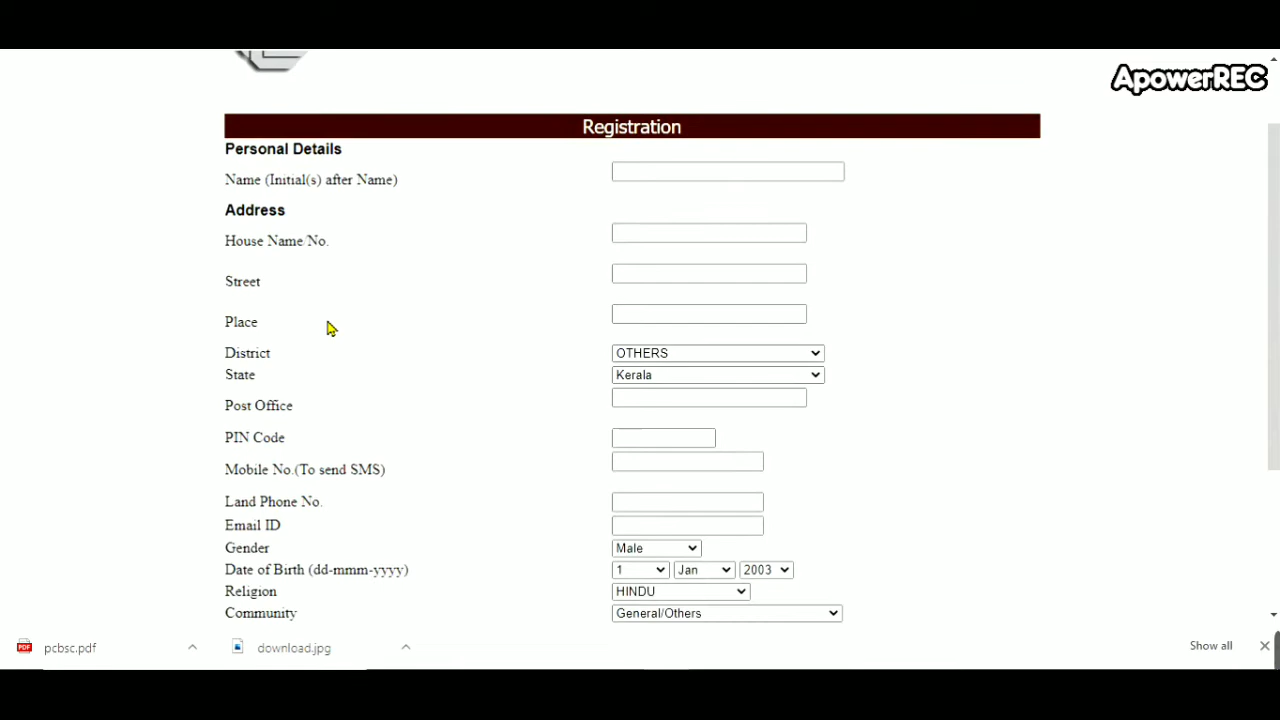 ApowerREC
Registration
Personal Details
Name (Initial(s) after Name)
Address
House Name/No.
Street
Place
District OTHERS
State Kerala
Post Office
PIN Code
Mobile No.(To send SMS)
Land Phone No.
Email ID
Gender Male
Date of Birth (dd-mmm-yyyy) 1 Jan 2003
Religion HINDU
Community General/Others
PDF pcbsc.pdf download.jpg Show all